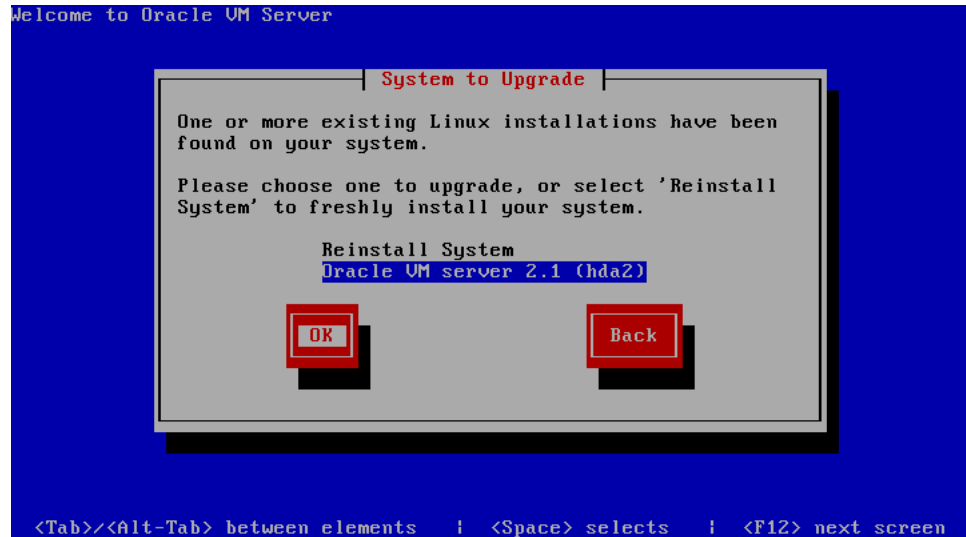 Welcome to Oracle VM Server
System to Upgrade
One or more existing Linux installations have been
found on your system.
Please choose one to upgrade, or select 'Reinstall
System' to freshly install your system.
Reinstall System
Oracle VM server 2.1 (hda2)
OK Back
<Tab>/<Alt-Tab> between elements | <Space> selects | <F12> next screen